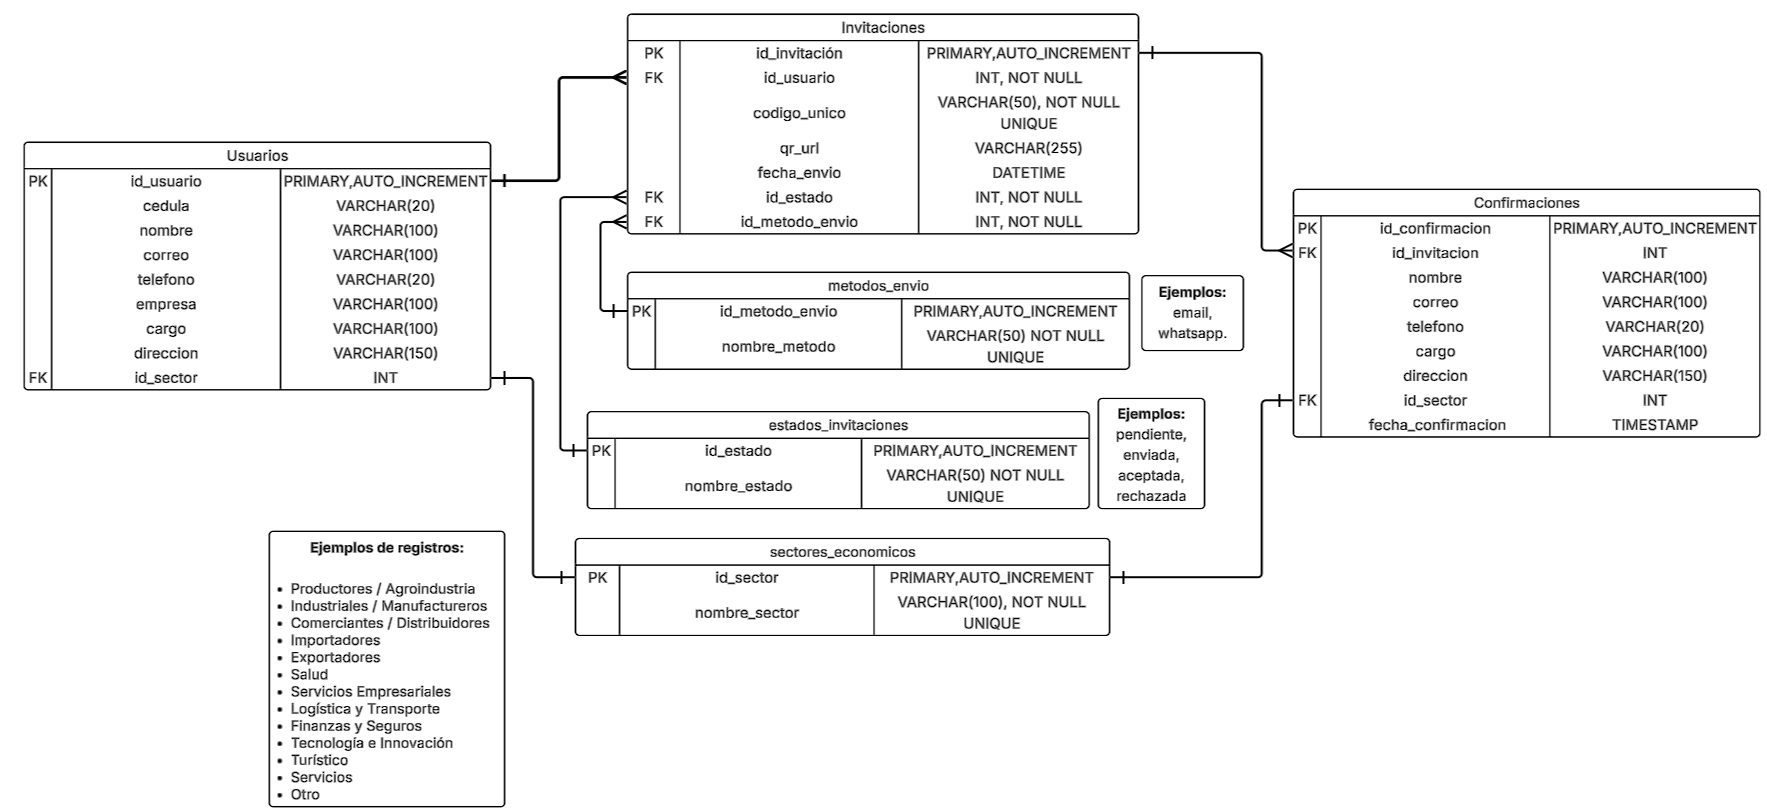 Invitaciones
PK id_invitación PRIMARY,AUTO_INCREMENT
FK id_usuario INT, NOT NULL
codigo_unico VARCHAR(50), NOT NULL
UNIQUE
qr_url VARCHAR(255)
fecha_envio DATETIME
FK id_estado INT, NOT NULL
FK id_metodo_envio INT, NOT NULL
Usuarios
PK id_usuario PRIMARY,AUTO_INCREMENT
cedula VARCHAR(20)
nombre VARCHAR(100)
correo VARCHAR(100)
telefono VARCHAR(20)
empresa VARCHAR(100)
cargo VARCHAR(100)
direccion VARCHAR(150)
FK id_sector INT
Confirmaciones
PK id_confirmacion PRIMARY,AUTO_INCREMENT
FK id_invitacion INT
nombre VARCHAR(100)
correo VARCHAR(100)
telefono VARCHAR(20)
cargo VARCHAR(100)
direccion VARCHAR(150)
FK id_sector INT
fecha_confirmacion TIMESTAMP
metodos_envio
PK id_metodo_envio PRIMARY,AUTO_INCREMENT
nombre_metodo VARCHAR(50) NOT NULL
UNIQUE
Ejemplos:
email,
whatsapp.
estados_invitaciones
PK id_estado PRIMARY,AUTO_INCREMENT
nombre_estado VARCHAR(50) NOT NULL
UNIQUE
Ejemplos:
pendiente,
enviada,
aceptada,
rechazada
sectores_economicos
PK id_sector PRIMARY,AUTO_INCREMENT
nombre_sector VARCHAR(100), NOT NULL
UNIQUE
Ejemplos de registros:
• Productores / Agroindustria
• Industriales / Manufactureros
• Comerciantes / Distribuidores
• Importadores
• Exportadores
• Salud
• Servicios Empresariales
• Logística y Transporte
• Finanzas y Seguros
• Tecnología e Innovación
• Turístico
• Servicios
• Otro